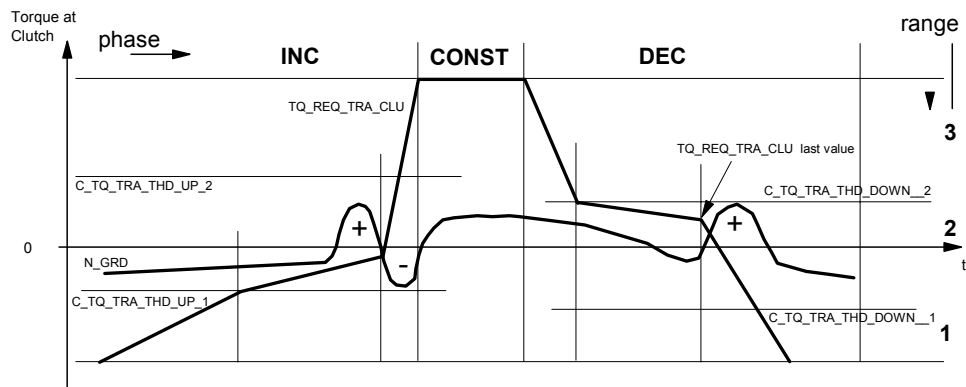 Torque at
Clutch
phase
range
INC
CONST
DEC
TQ_REQ_TRA_CLU
3
TQ_REQ_TRA_CLU last value
C_TQ_TRA_THD_UP_2
C_TQ_TRA_THD_DOWN__2
+
+
2
0
N_GRD
-
t
C_TQ_TRA_THD_UP_1
C_TQ_TRA_THD_DOWN__1
1